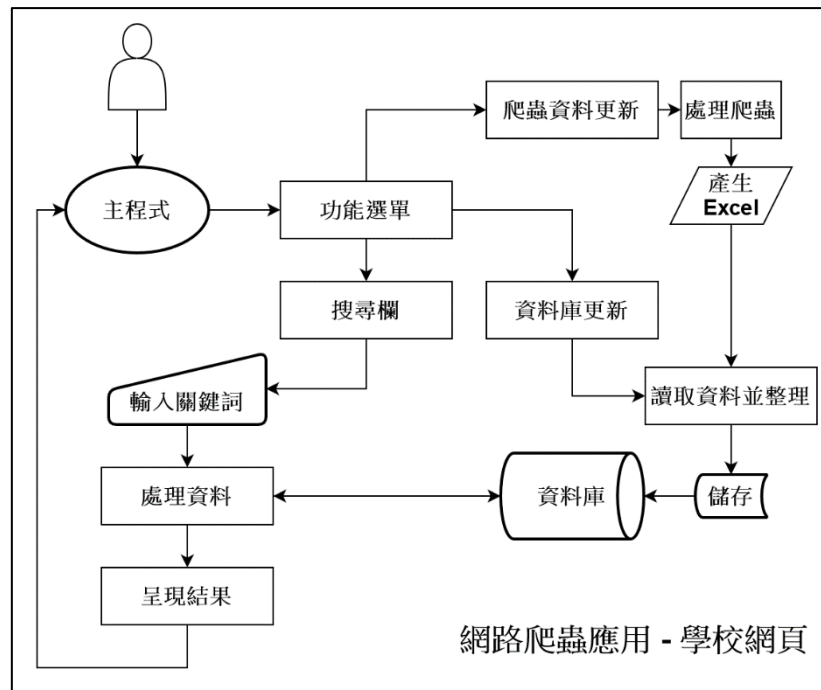 爬蟲資料更新
處理爬蟲
主程式
功能選單
產生
Excel
搜尋欄
資料庫更新
輸入關鍵詞
讀取資料並整理
處理資料
資料庫
儲存
呈現結果
網路爬蟲應用 - 學校網頁